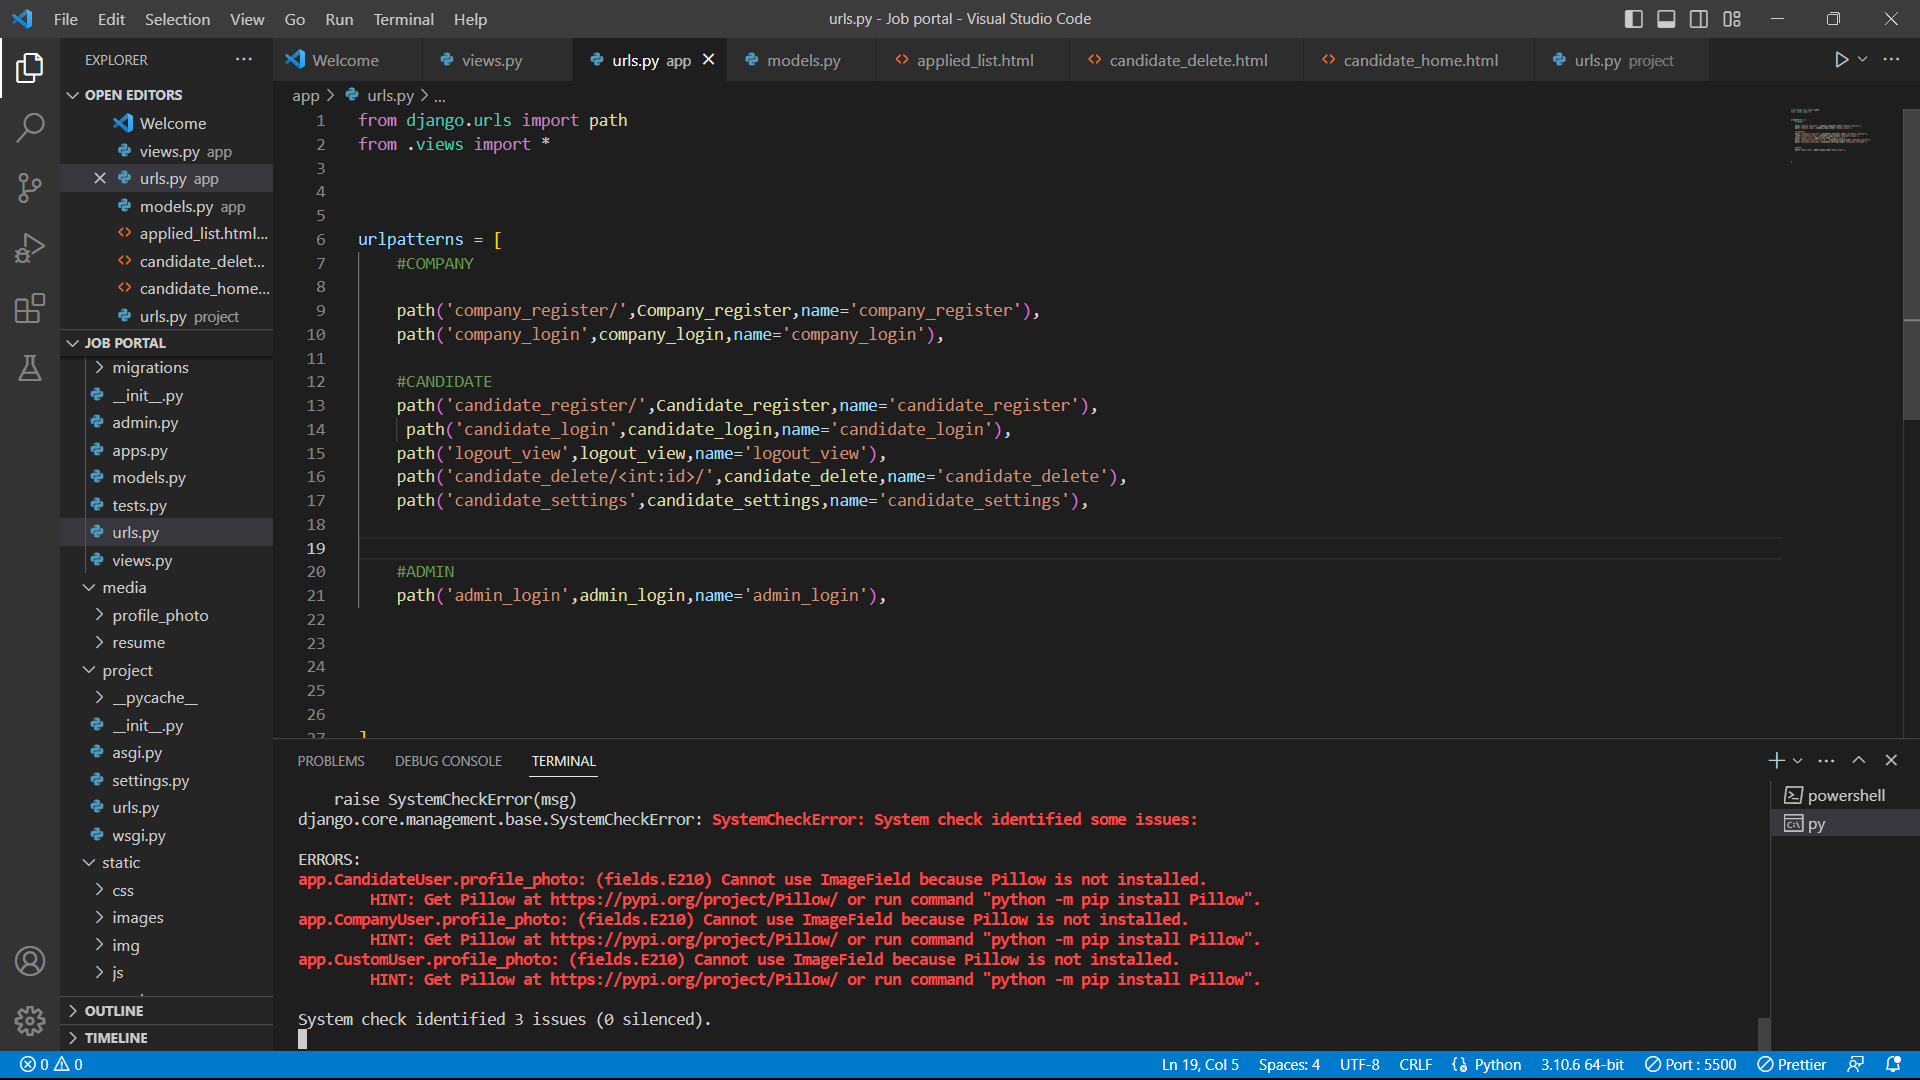 File Edit Selection View Go Run Terminal Help
urls.py - Job portal - Visual Studio Code
EXPLORER
OPEN EDITORS
Welcome
views.py app
urls.py app
models.py app
applied_list.html...
candidate_delet...
candidate_home...
urls.py project
JOB PORTAL
migrations
__init__.py
admin.py
apps.py
models.py
tests.py
urls.py
views.py
media
profile_photo
resume
project
__pycache__
__init__.py
asgi.py
settings.py
urls.py
wsgi.py
static
css
images
img
js
OUTLINE
TIMELINE
Welcome views.py urls.py app models.py applied_list.html candidate_delete.html candidate_home.html urls.py project
app > urls.py > ...
1 from django.urls import path
2 from .views import *
3
4
5
6 urlpatterns = [
7 #COMPANY
8
9 path('company_register/',Company_register,name='company_register'),
10 path('company_login',company_login,name='company_login'),
11
12 #CANDIDATE
13 path('candidate_register/',Candidate_register,name='candidate_register'),
14 path('candidate_login',candidate_login,name='candidate_login'),
15 path('logout_view',logout_view,name='logout_view'),
16 path('candidate_delete/<int:id>/',candidate_delete,name='candidate_delete'),
17 path('candidate_settings',candidate_settings,name='candidate_settings'),
18
19
20 #ADMIN
21 path('admin_login',admin_login,name='admin_login'),
22
23
24
25
26
27 ]
PROBLEMS DEBUG CONSOLE TERMINAL
raise SystemCheckError(msg)
django.core.management.base.SystemCheckError: SystemCheckError: System check identified some issues:
ERRORS:
app.CandidateUser.profile_photo: (fields.E210) Cannot use ImageField because Pillow is not installed.
HINT: Get Pillow at https://pypi.org/project/Pillow/ or run command "python -m pip install Pillow".
app.CompanyUser.profile_photo: (fields.E210) Cannot use ImageField because Pillow is not installed.
HINT: Get Pillow at https://pypi.org/project/Pillow/ or run command "python -m pip install Pillow".
app.CustomUser.profile_photo: (fields.E210) Cannot use ImageField because Pillow is not installed.
HINT: Get Pillow at https://pypi.org/project/Pillow/ or run command "python -m pip install Pillow".
System check identified 3 issues (0 silenced).
powershell
py
0 0 Ln 19, Col 5 Spaces: 4 UTF-8 CRLF Python 3.10.6 64-bit Port : 5500 Prettier